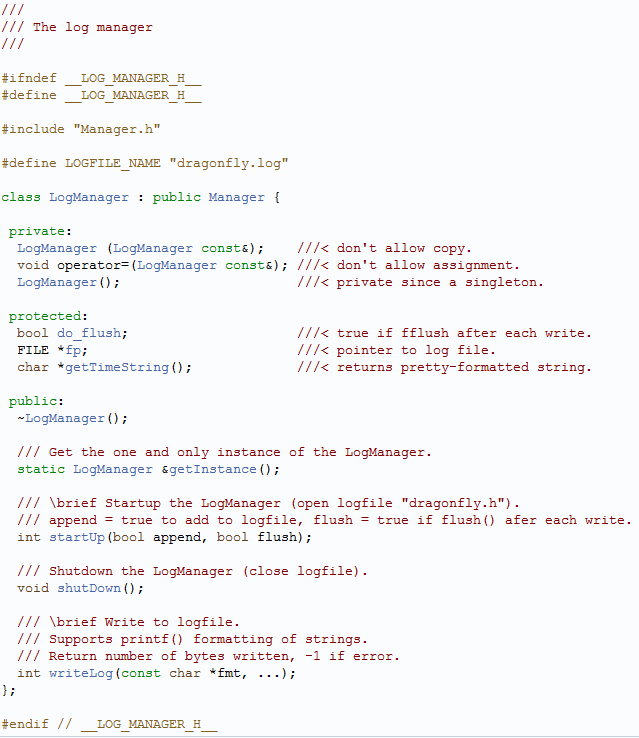 ///
/// The log manager
///
#ifndef __LOG_MANAGER_H__
#define __LOG_MANAGER_H__
#include "Manager.h"
#define LOGFILE_NAME "dragonfly.log"
class LogManager : public Manager {
 private:
  LogManager (LogManager const&);    ///< don't allow copy.
  void operator=(LogManager const&); ///< don't allow assignment.
  LogManager();                      ///< private since a singleton.
 protected:
  bool do_flush;                     ///< true if fflush after each write.
  FILE *fp;                          ///< pointer to log file.
  char *getTimeString();             ///< returns pretty-formatted string.
 public:
  ~LogManager();
  /// Get the one and only instance of the LogManager.
  static LogManager &getInstance();
  /// \brief Startup the LogManager (open logfile "dragonfly.h").
  /// append = true to add to logfile, flush = true if flush() afer each write.
  int startUp(bool append, bool flush);
  /// Shutdown the LogManager (close logfile).
  void shutDown();
  /// \brief Write to logfile.
  /// Supports printf() formatting of strings.
  /// Return number of bytes written, -1 if error.
  int writeLog(const char *fmt, ...);
};
#endif // __LOG_MANAGER_H__